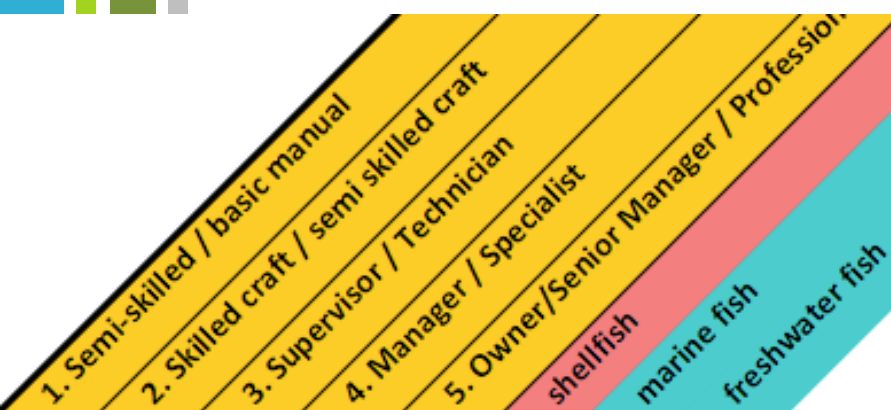 1. Semi-skilled / basic manual
2. Skilled craft / semi skilled craft
3. Supervisor / Technician
4. Manager / Specialist
5. Owner/Senior Manager /
shellfish
marine fish
freshwater fish